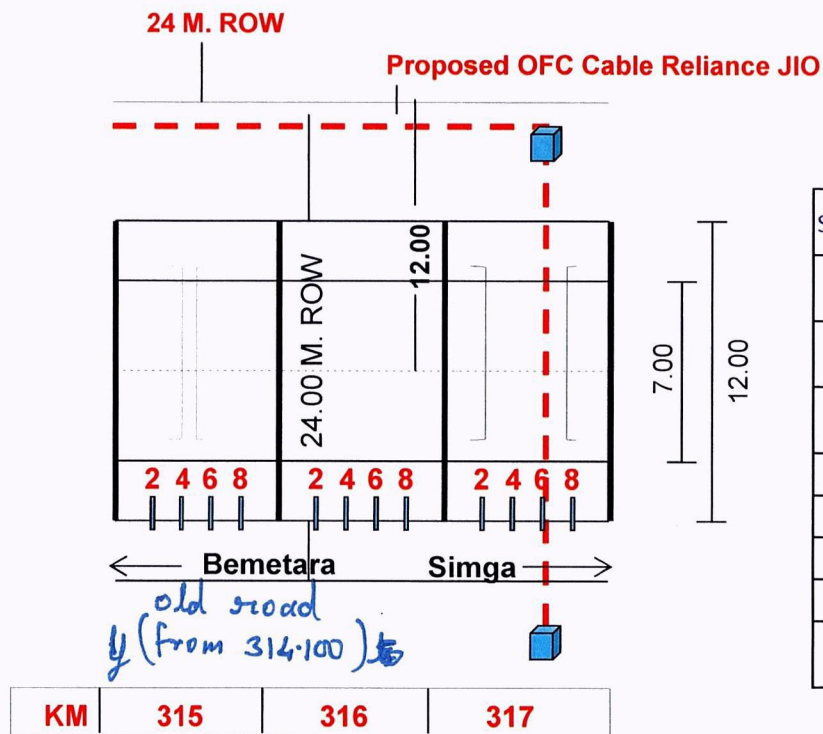 24 M. ROW
Proposed OFC Cable Reliance JIO
S
12.00
24.00 M. ROW
7.00
12.00
2 4 6 8
2 4 6 8
2 4 6 8
Bemetara
Simga
old road
(from 314.100)
KM 315 316 317